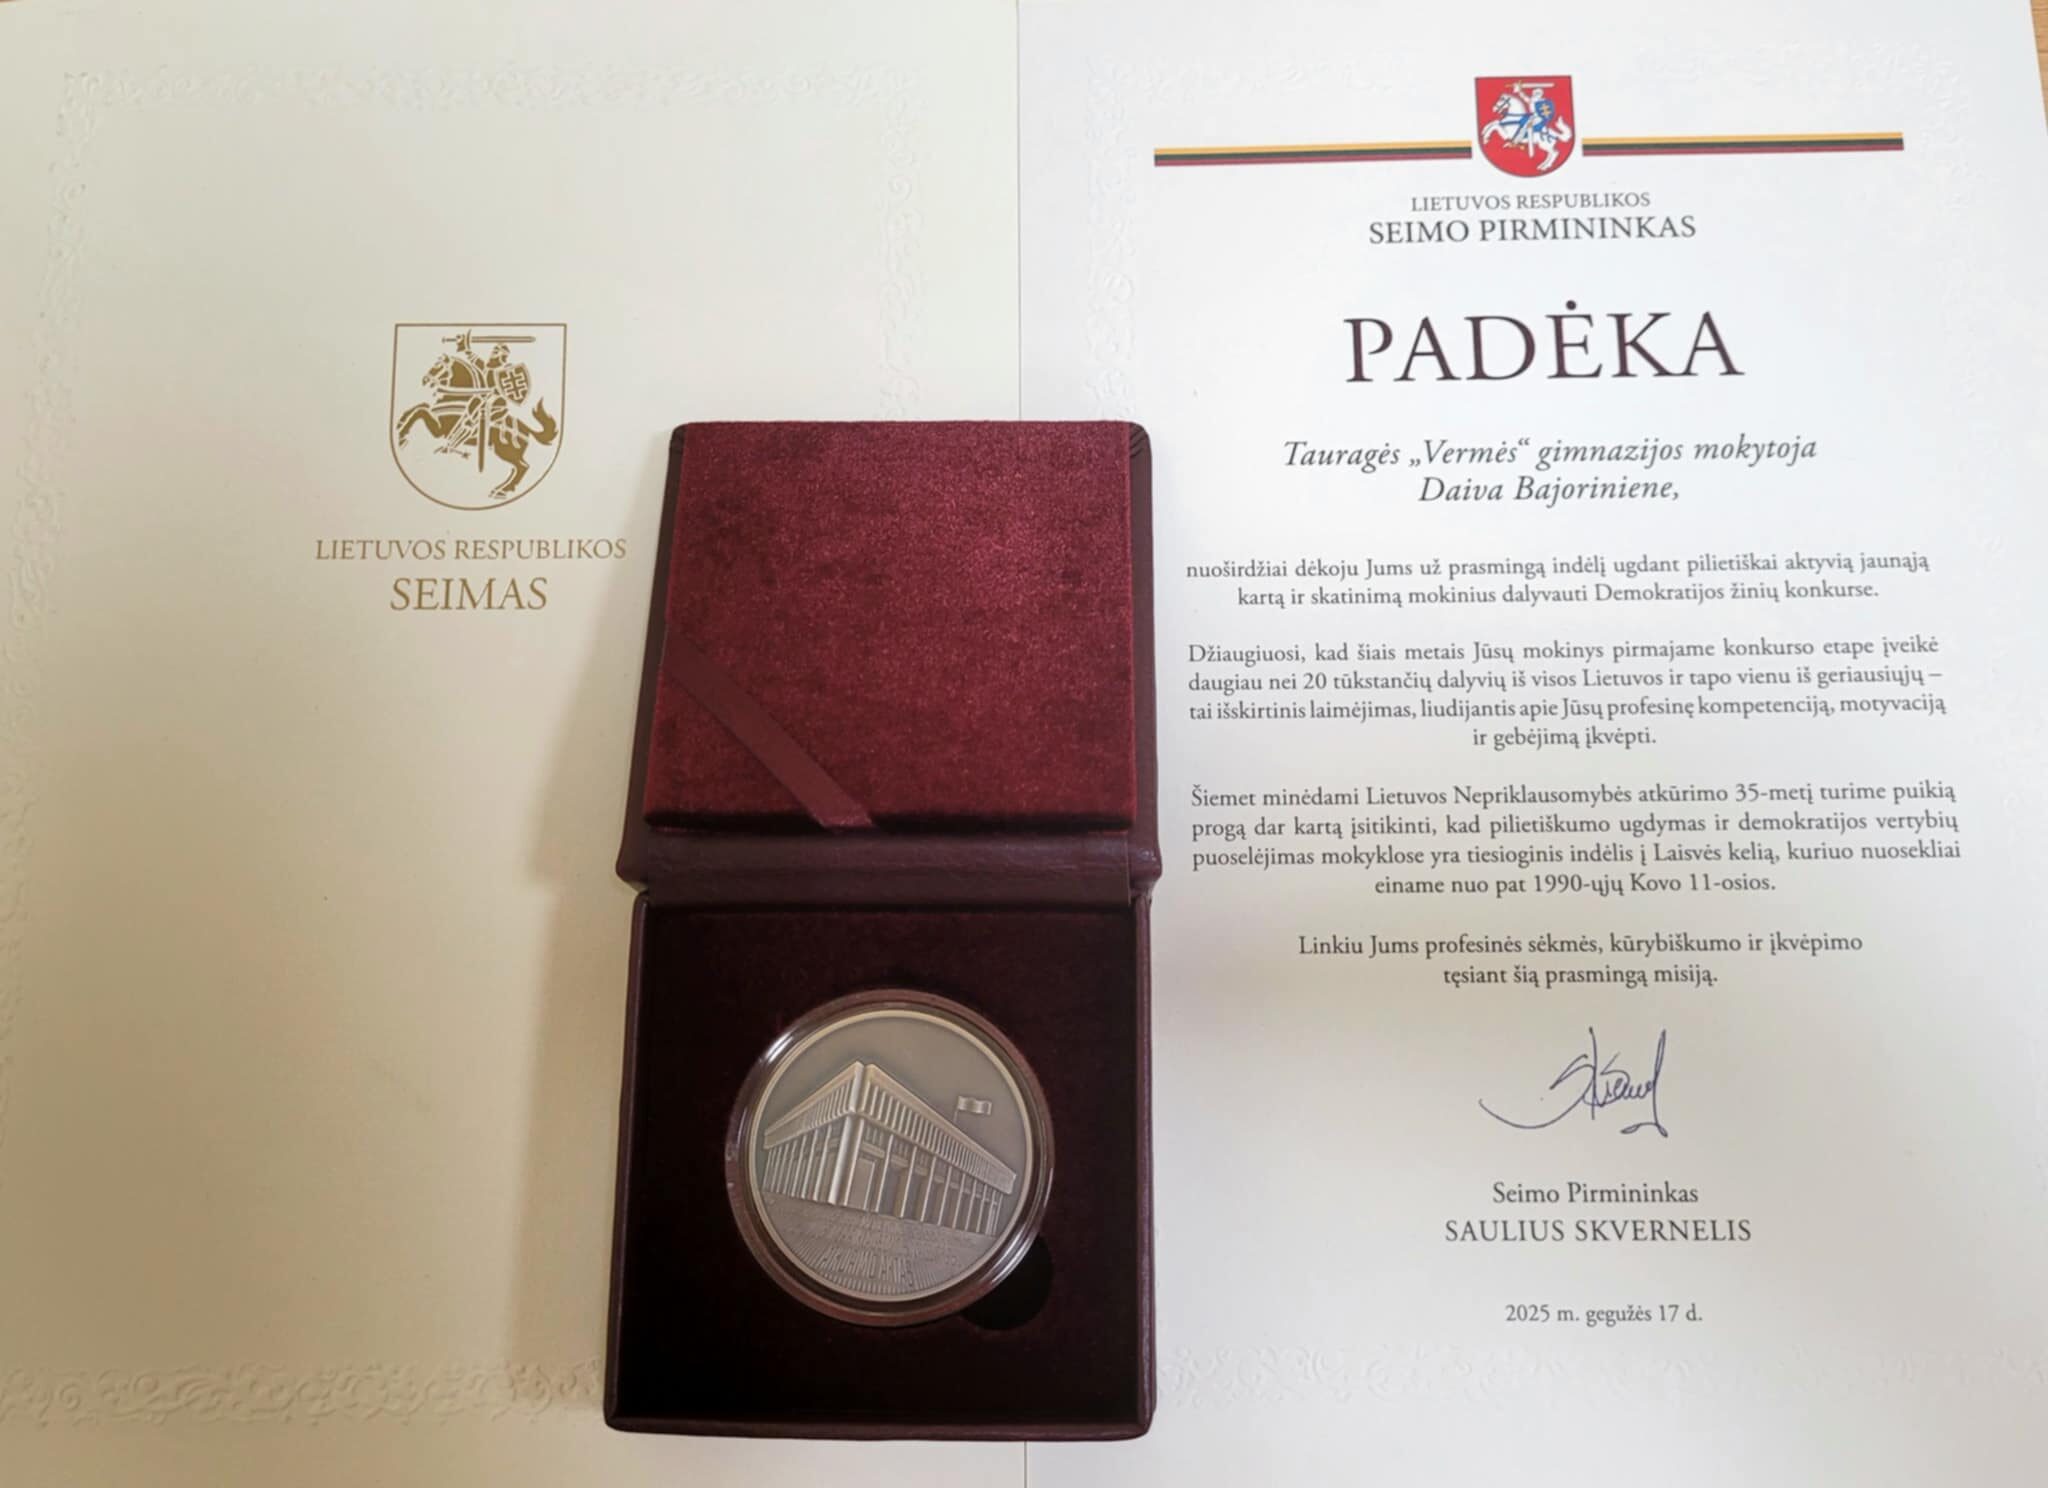 LIETUVOS RESPUBLIKOS
SEIMAS
LIETUVOS RESPUBLIKOS
SEIMO PIRMININKAS
PADĖKA
Tauragės „Vermės“ gimnazijos mokytoja
Daiva Bajoriniene,
nuoširdžiai dėkoju Jums už prasmingą indėlį ugdant pilietiškai aktyvią jaunąją
kartą ir skatinimą mokinius dalyvauti Demokratijos žinių konkurse.
Džiaugiuosi, kad šiais metais Jūsų mokinys pirmajame konkurso etape įveikė
daugiau nei 20 tūkstančių dalyvių iš visos Lietuvos ir tapo vienu iš geriausiųjų –
tai išskirtinis laimėjimas, liudijantis apie Jūsų profesinę kompetenciją, motyvaciją
ir gebėjimą įkvėpti.
Šiemet minėdami Lietuvos Nepriklausomybės atkūrimo 35-metį turime puikią
progą dar kartą įsitikinti, kad pilietiškumo ugdymas ir demokratijos vertybių
puoselėjimas mokyklose yra tiesioginis indėlis į Laisvės kelią, kuriuo nuosekliai
einame nuo pat 1990-ųjų Kovo 11-osios.
Linkiu Jums profesinės sėkmės, kūrybiškumo ir įkvėpimo
tęsiant šią prasmingą misiją.
Seimo Pirmininkas
SAULIUS SKVERNELIS
2025 m. gegužės 17 d.